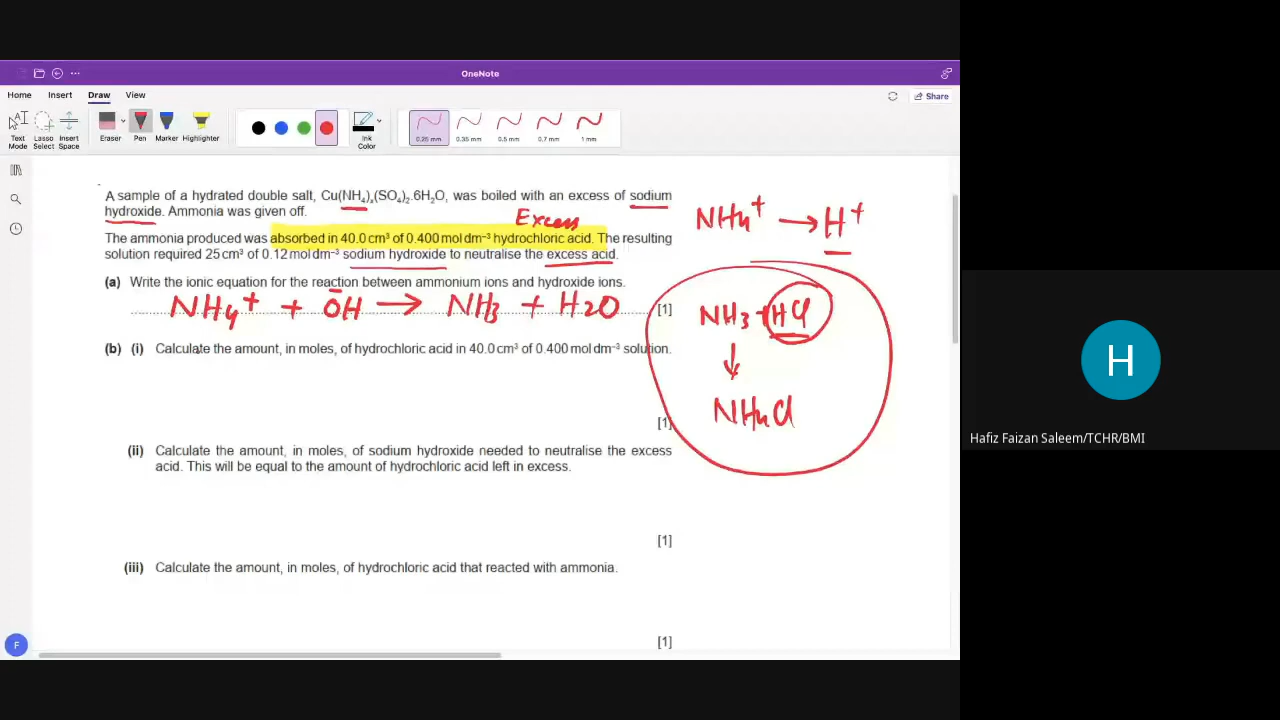 OneNote
Home Insert Draw View
Share
Text Mode
Lasso Select
Insert Space
Eraser
Pen
Marker
Highlighter
Ink Color
0.25 mm
0.35 mm
0.5 mm
0.7 mm
1 mm
A sample of a hydrated double salt, Cu(NH₄)ₓ(SO₄)₂.6H₂O, was boiled with an excess of sodium
hydroxide. Ammonia was given off.
Excess
The ammonia produced was absorbed in 40.0 cm³ of 0.400 mol dm⁻³ hydrochloric acid. The resulting
solution required 25 cm³ of 0.12 mol dm⁻³ sodium hydroxide to neutralise the excess acid.
(a) Write the ionic equation for the reaction between ammonium ions and hydroxide ions.
NH₄⁺ + O̅H → NH₃ + H₂O
[1]
(b) (i) Calculate the amount, in moles, of hydrochloric acid in 40.0 cm³ of 0.400 mol dm⁻³ solution.
[1]
(ii) Calculate the amount, in moles, of sodium hydroxide needed to neutralise the excess
acid. This will be equal to the amount of hydrochloric acid left in excess.
[1]
(iii) Calculate the amount, in moles, of hydrochloric acid that reacted with ammonia.
[1]
NH₄⁺ → H⁺
NH₃ + HCl
↓
NH₄Cl
F
H
Hafiz Faizan Saleem/TCHR/BMI